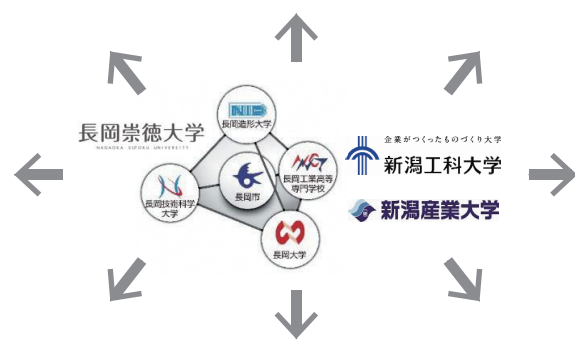 長岡造形大学
長岡崇徳大学
NAGAOKA SUTOKU UNIVERSITY
企業がつくったものづくり大学
新潟工科大学
長岡工業高等
専門学校
長岡市
長岡技術科学
大学
新潟産業大学
長岡大学